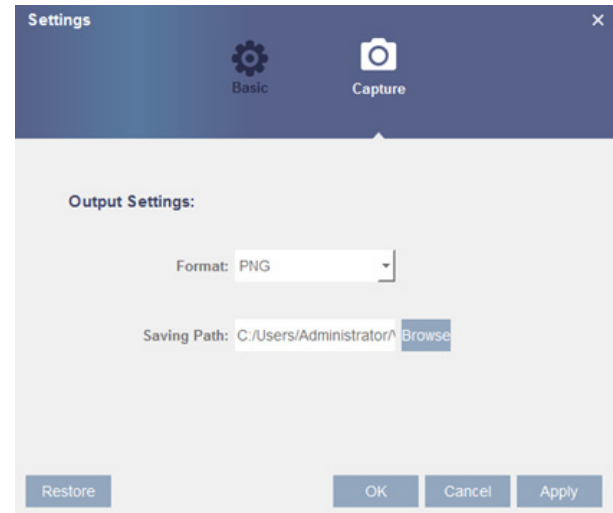 Settings
Basic Capture
Output Settings:
Format: PNG
Saving Path: C:/Users/Administrator/ Browse
Restore OK Cancel Apply